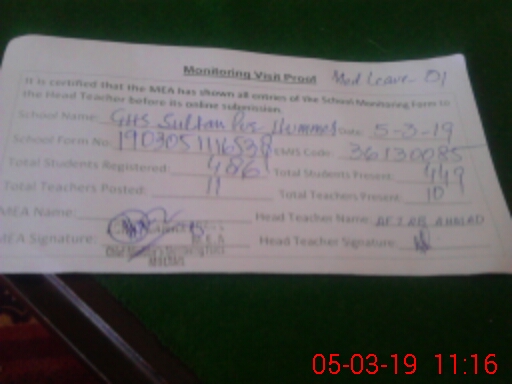 Monitoring Visit Proof Med Leave - 01
It is certified that the MEA has shown all entries of the School Monitoring Form to
the Head Teacher before its online submission.
School Name: GHS Sultan Pur Hummer Date: 5-3-19
School Form No: 1903051116538 EMIS Code: 36130085
Total Students Registered: 486 Total Students Present: 449
Total Teachers Posted: 11 Total Teachers Present: 10
MEA Name: Head Teacher Name: AFZAL AHMAD
MEA Signature: Head Teacher Signature:
05-03-19 11:16